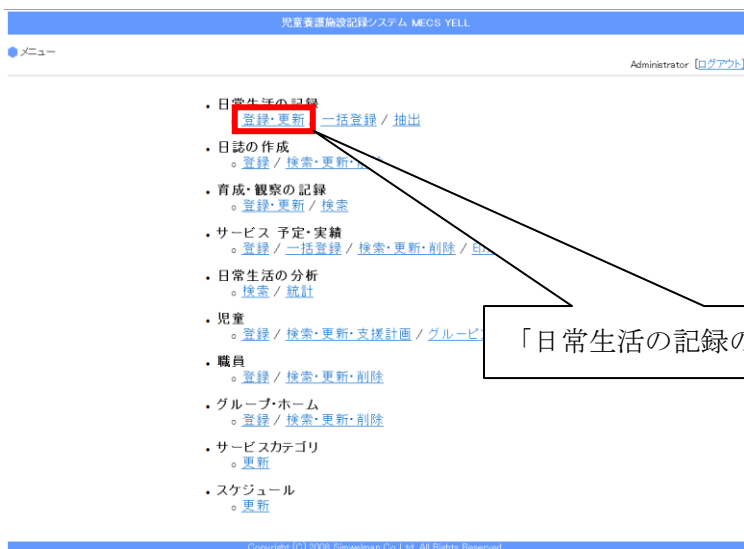 児童養護施設記録システム MECS YELL
メニュー
Administrator [ログアウト]
日常生活の記録
登録・更新 / 一括登録 / 抽出
日誌の作成
登録 / 検索・更新・
育成・観察の記録
登録・更新 / 検索
サービス 予定・実績
登録 / 一括登録 / 検索・更新・削除 /
日常生活の分析
検索 / 統計
児童
登録 / 検索・更新・支援計画 / グルーピ
「日常生活の記録の
職員
登録 / 検索・更新・削除
グループ・ホーム
登録 / 検索・更新・削除
サービスカテゴリ
更新
スケジュール
更新
Copyright (C) 2008 Simwelman Co.,Ltd. All Rights Reserved.